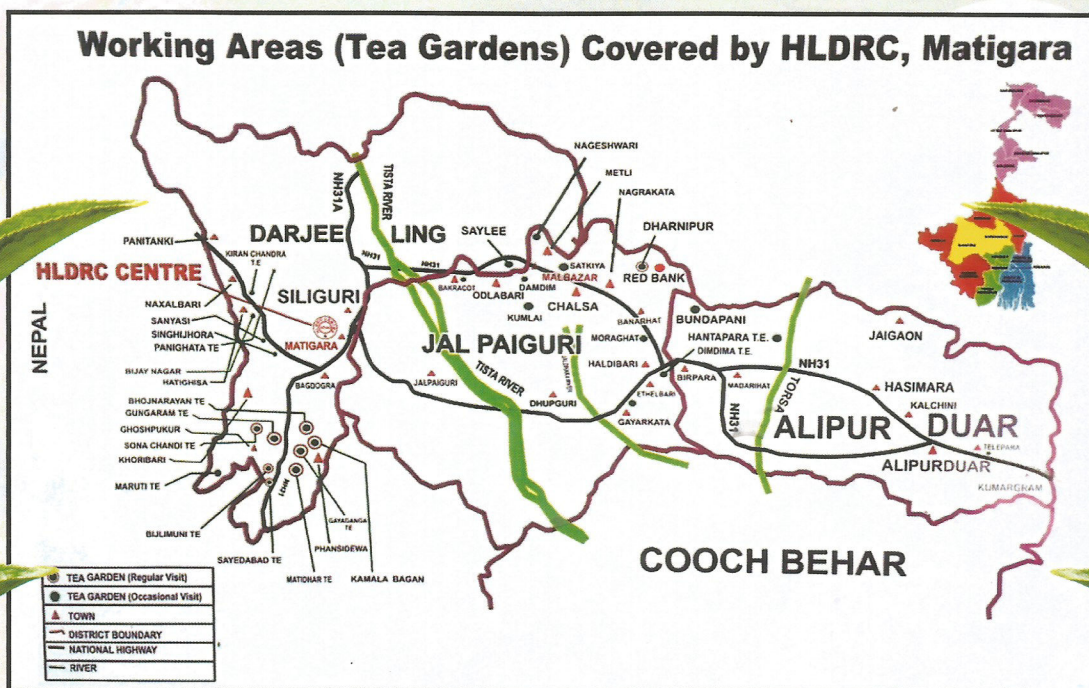 Working Areas (Tea Gardens) Covered by HLDRC, Matigara
NAGESHWARI
METLI
NAGRAKATA
NH31A
TISTA RIVER
DARJEE LING
SAYLEE
DHARNIPUR
PANITANKI
KIRAN CHANDRA
T.E
NH31
NH31
SATKIYA
MALBAZAR
RED BANK
HLDRC CENTRE
BAKRACOT
ODLABARI
DAMDIM
CHALSA
NAXALBARI
SILIGURI
KUMLAI
BANARHAT
BUNDAPANI
SANYASI
SINGHIJHORA
PANIGHATA TE
MATIGARA
JAL PAIGURI
MORAGHAT
HANTAPARA T.E.
DIMDIMA T.E.
JAIGAON
NEPAL
BIJAY NAGAR
HATIGHISA
BAGDOGRA
JALPAIGURI
TISTA RIVER
HALDIBARI
BIRPARA
NH31
MADARIHAT
TORSA
HASIMARA
BHOJNARAYAN TE
GUNGARAM TE
GHOSHPUKUR
SONA CHANDI TE
KHORIBARI
MARUTI TE
DHUPGURI
ETHELBARI
GAYARKATA
NH31
KALCHINI
ALIPUR DUAR
TELEPARA
ALIPURDUAR
KUMARGRAM
NH31
GAYAGANGA
TE
BIJLIMUNI TE
PHANSIDEWA
SAYEDABAD TE
MATIDHAR TE
KAMALA BAGAN
COOCH BEHAR
TEA GARDEN (Regular Visit)
TEA GARDEN (Occasional Visit)
TOWN
DISTRICT BOUNDARY
NATIONAL HIGHWAY
RIVER